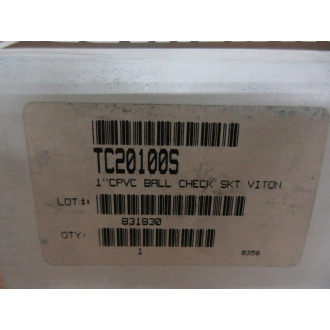 TC20100S
1"CPVC BALL CHECK SKT VITON
LOT#:
831830
QTY:
1
8350